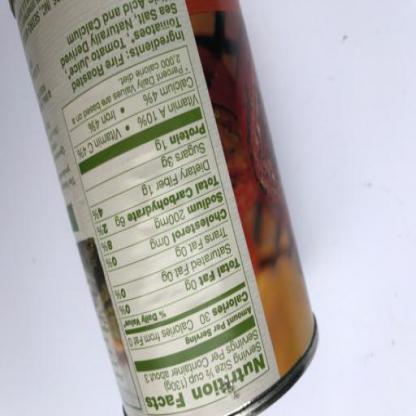 Nutrition Facts
Serving Size ½ cup (130g)
Servings Per Container about
Amount Per Serving
Calories 30 Calories from Fat 0
% Daily Value*
Total Fat 0g 0%
Saturated Fat 0g 0%
Trans Fat 0g
Cholesterol 0mg 0%
Sodium 200mg 8%
Total Carbohydrate 6g 2%
Dietary Fiber 1g 4%
Sugars 3g
Protein 1g
Vitamin A 10% • Vitamin C
Calcium 4% • Iron 4%
*Percent Daily Values are based on a
2,000 calorie diet.
Ingredients: Fire Roasted
Tomatoes*, Tomato Juice*,
Sea Salt, Naturally Derived
Acid and Calcium